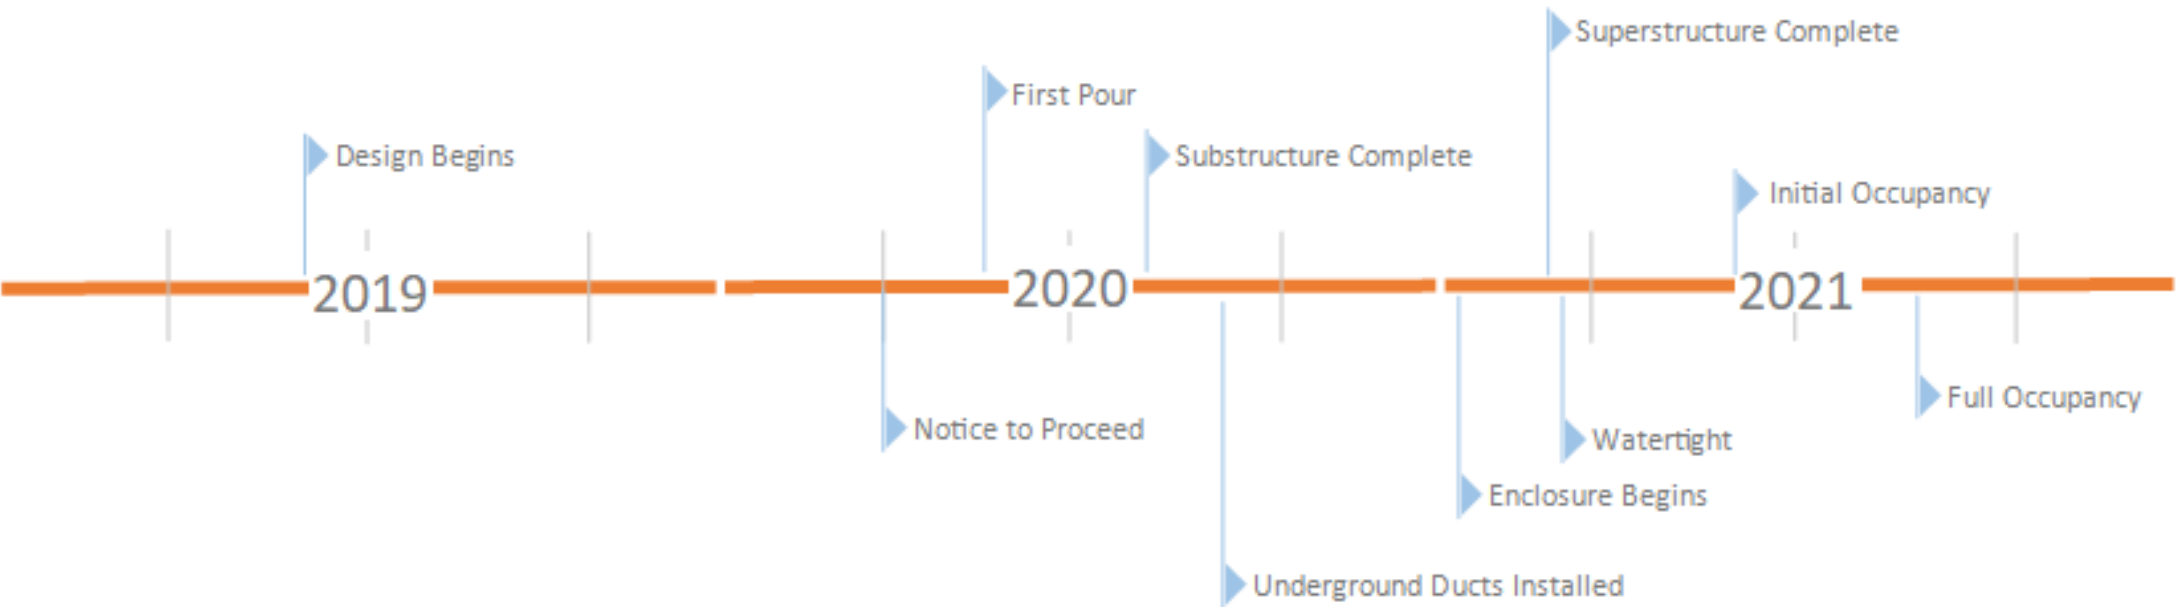 Superstructure Complete
First Pour
Design Begins
Substructure Complete
Initial Occupancy
2019
2020
2021
Full Occupancy
Notice to Proceed
Watertight
Enclosure Begins
Underground Ducts Installed